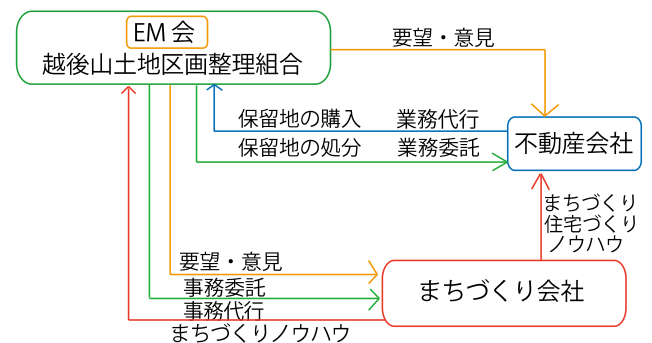 EM 会
越後山土地区画整理組合
要望・意見
保留地の購入 業務代行
保留地の処分 業務委託
不動産会社
まちづくり
住宅づくり
ノウハウ
要望・意見
事務委託
事務代行
まちづくりノウハウ
まちづくり会社